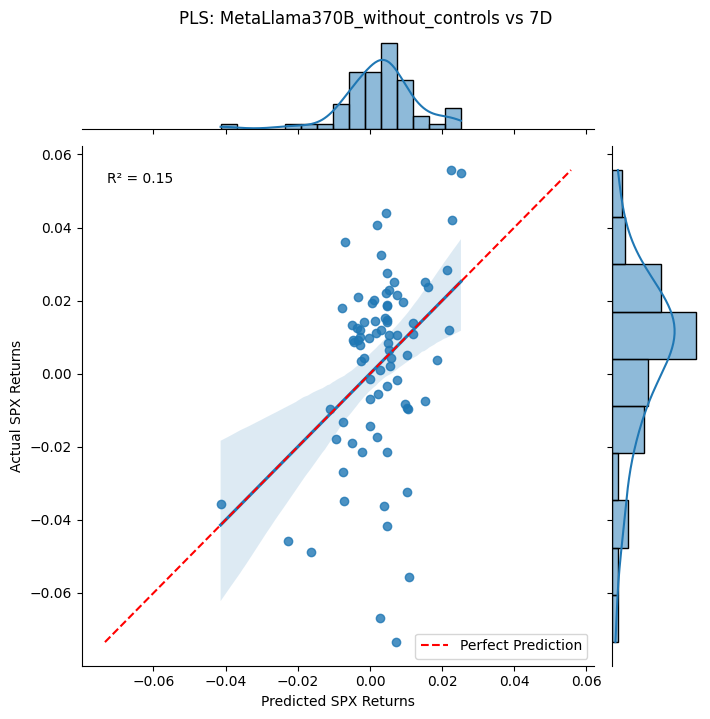 PLS: MetaLlama370B_without_controls vs 7D
R² = 0.15
0.06
0.04
0.02
0.00
−0.02
−0.04
−0.06
Actual SPX Returns
Perfect Prediction
−0.06 −0.04 −0.02 0.00 0.02 0.04 0.06
Predicted SPX Returns